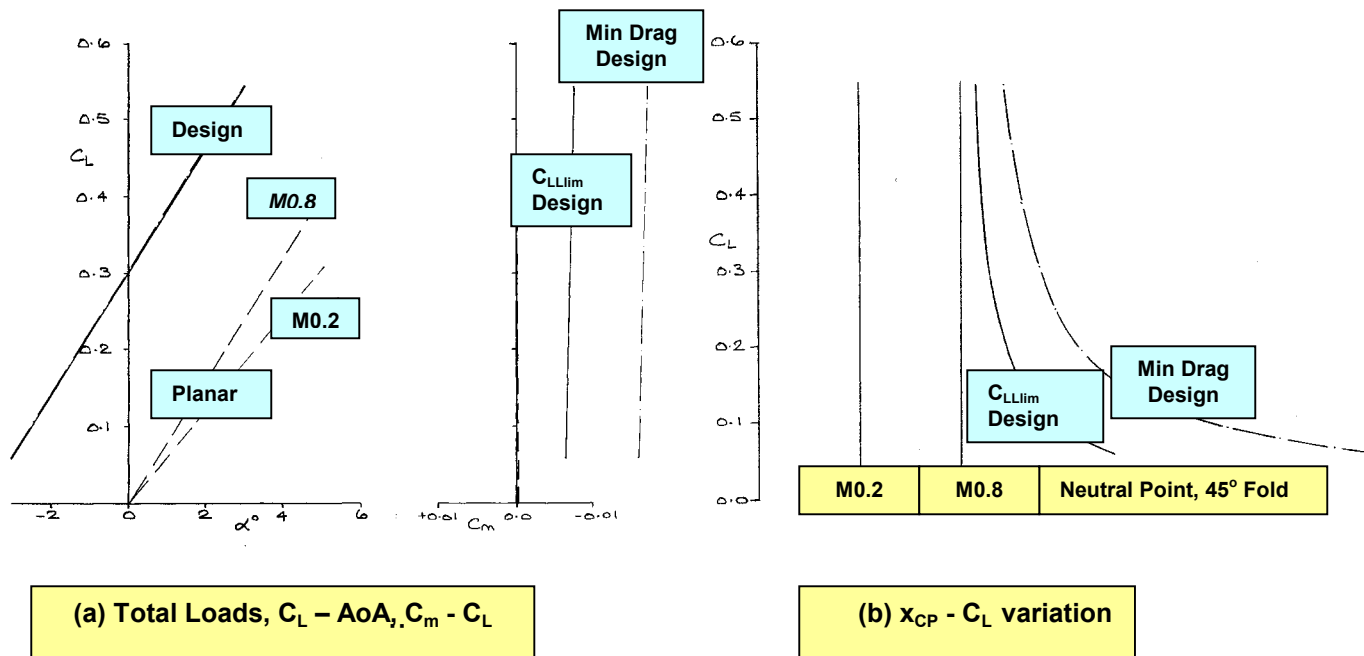 0.6
0.5
CL
0.4
0.3
0.2
0.1
-2
0
2
4
6
α°
Design
M0.8
M0.2
Planar
Min Drag
Design
CLLlim
Design
+0.01
0.0
-0.01
Cm
0.6
0.5
0.4
CL
0.3
0.2
0.1
0.0
CLLlim
Design
Min Drag
Design
M0.2
M0.8
Neutral Point, 45° Fold
(a) Total Loads, CL – AoA, Cm - CL
(b) xCP - CL variation